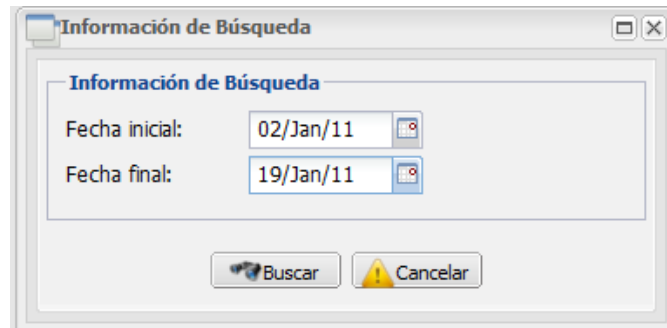 Información de Búsqueda
Información de Búsqueda
Fecha inicial: 02/Jan/11
Fecha final: 19/Jan/11
Buscar Cancelar